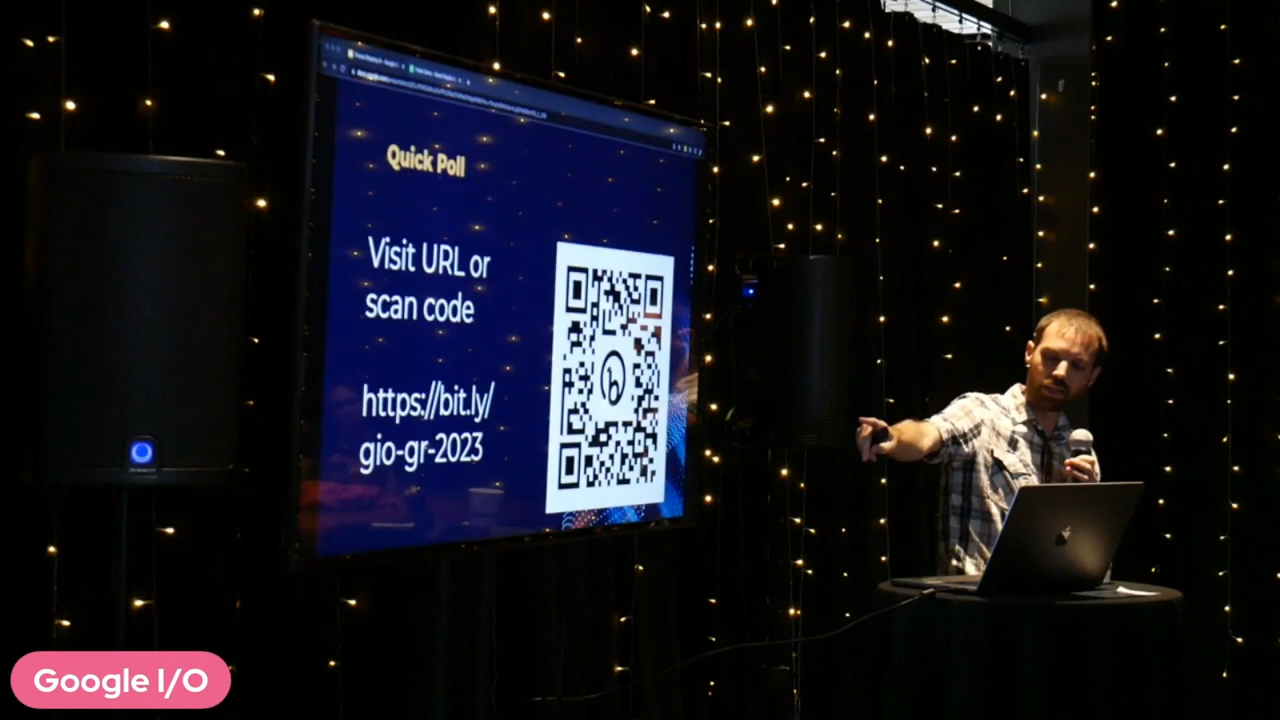 Quick Poll
Visit URL or
scan code
https://bit.ly/
gio-gr-2023
Google I/O